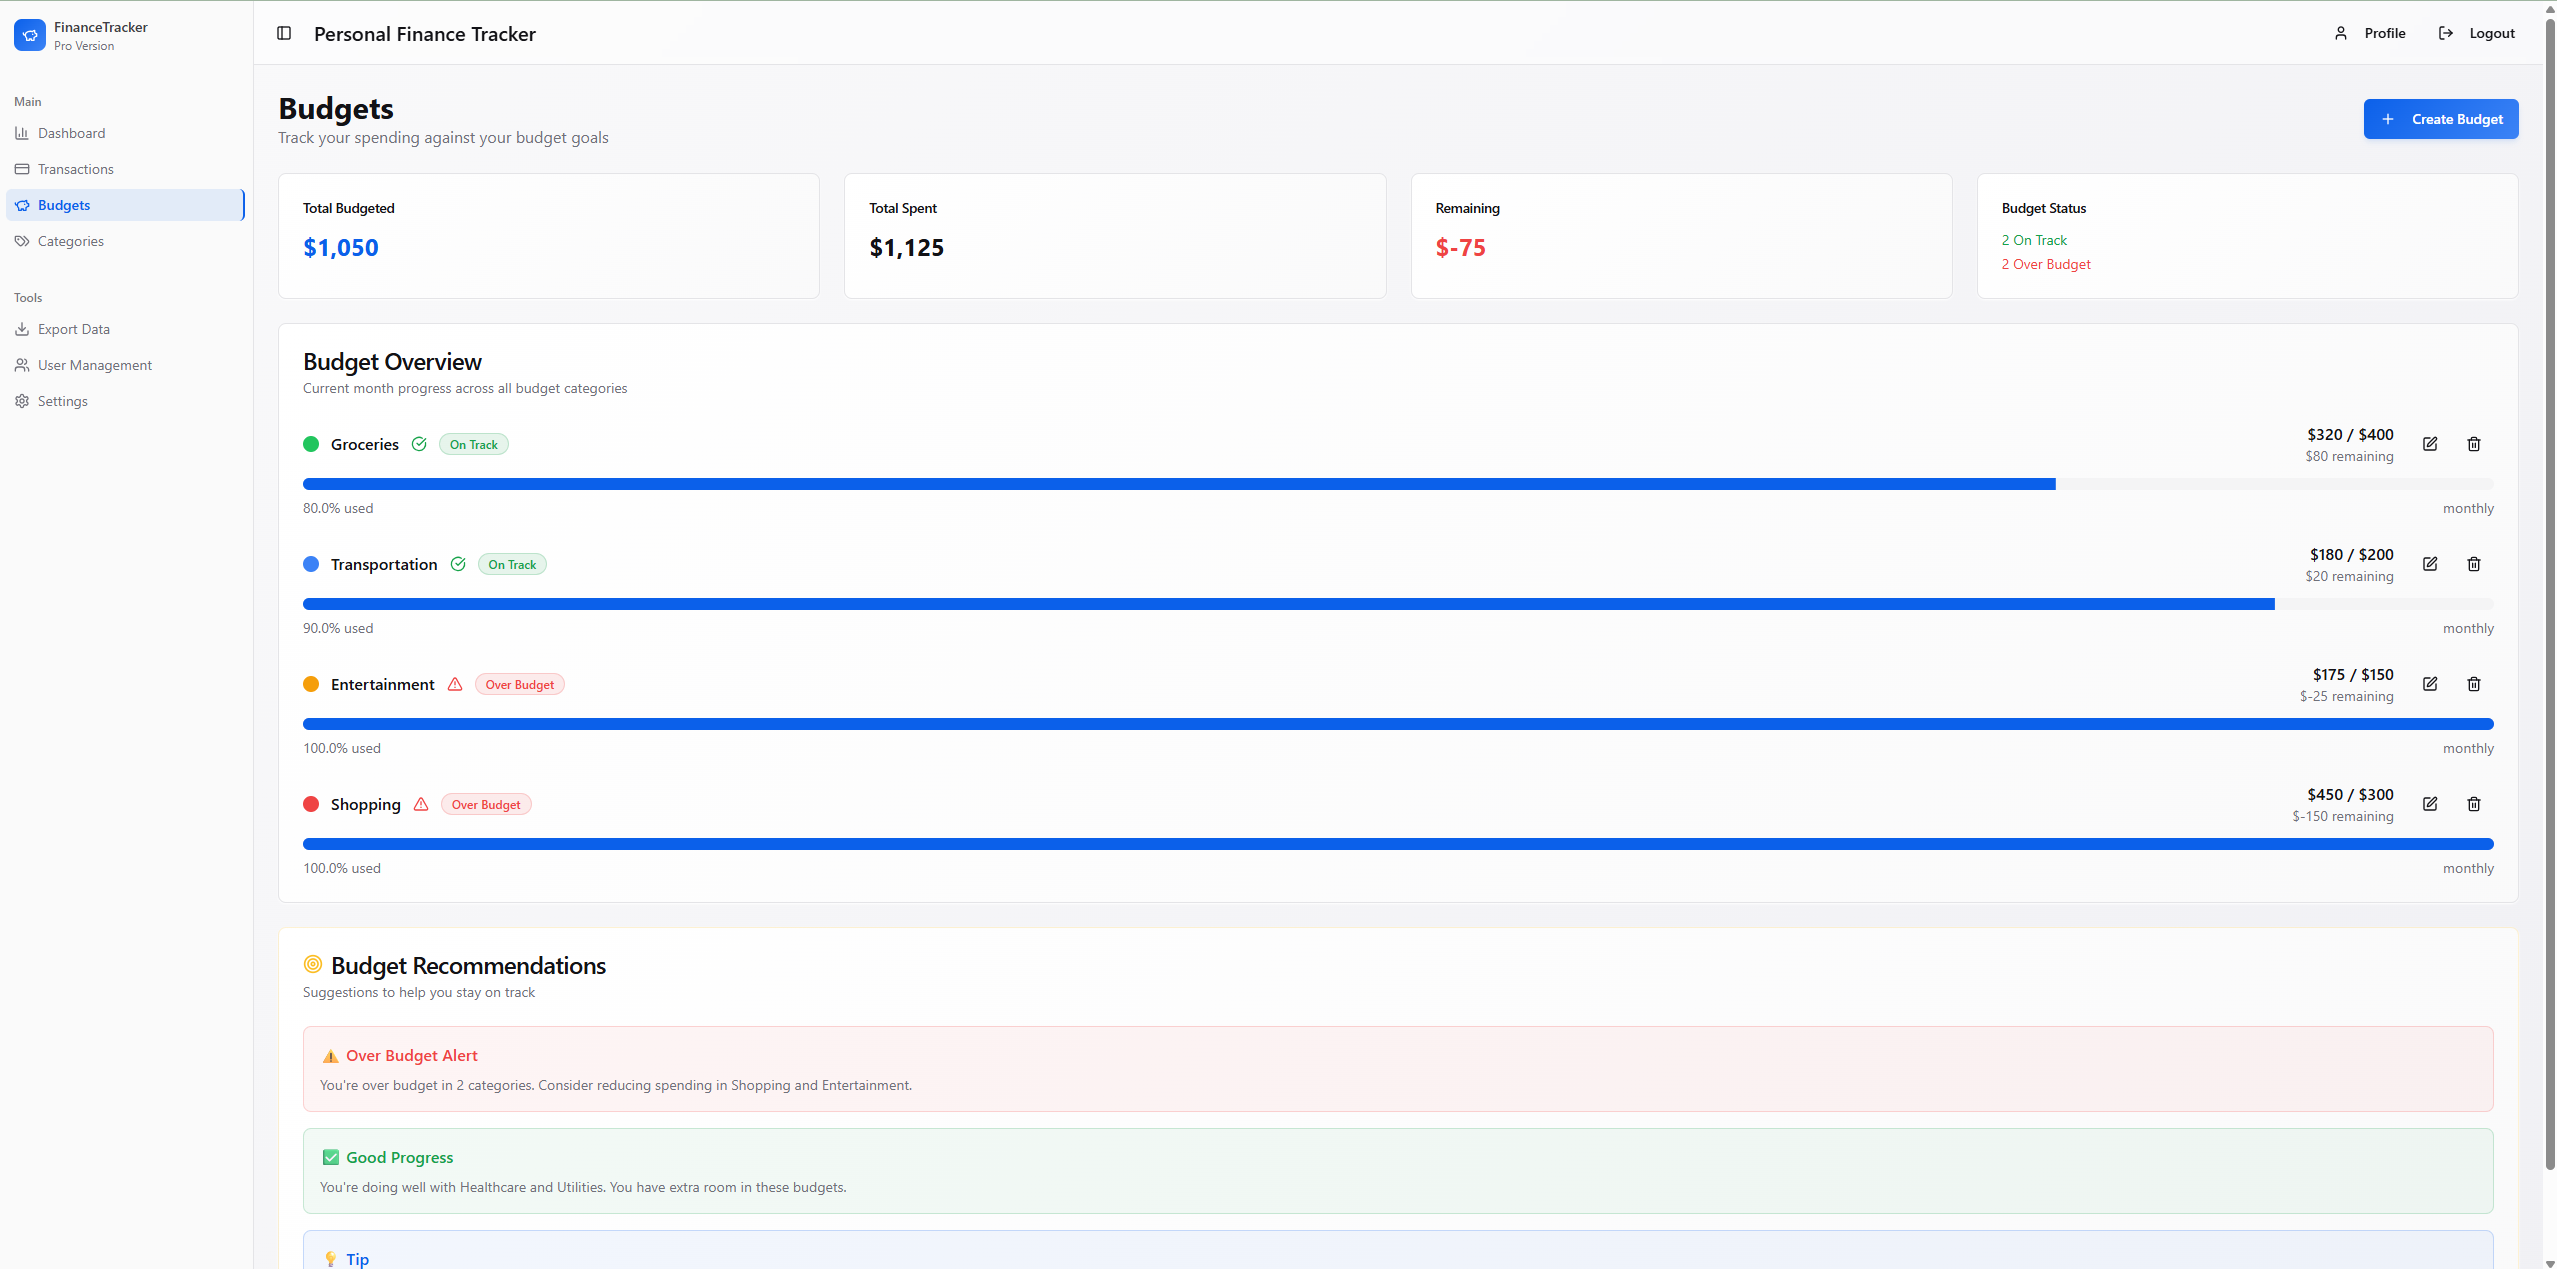 FinanceTracker
Pro Version
Main
Dashboard
Transactions
Budgets
Categories
Tools
Export Data
User Management
Settings
Personal Finance Tracker
Profile
Logout
Budgets
Track your spending against your budget goals
Create Budget
Total Budgeted
$1,050
Total Spent
$1,125
Remaining
$-75
Budget Status
2 On Track
2 Over Budget
Budget Overview
Current month progress across all budget categories
Groceries On Track
$320 / $400
$80 remaining
80.0% used
monthly
Transportation On Track
$180 / $200
$20 remaining
90.0% used
monthly
Entertainment Over Budget
$175 / $150
$-25 remaining
100.0% used
monthly
Shopping Over Budget
$450 / $300
$-150 remaining
100.0% used
monthly
Budget Recommendations
Suggestions to help you stay on track
⚠️ Over Budget Alert
You're over budget in 2 categories. Consider reducing spending in Shopping and Entertainment.
✅ Good Progress
You're doing well with Healthcare and Utilities. You have extra room in these budgets.
💡 Tip